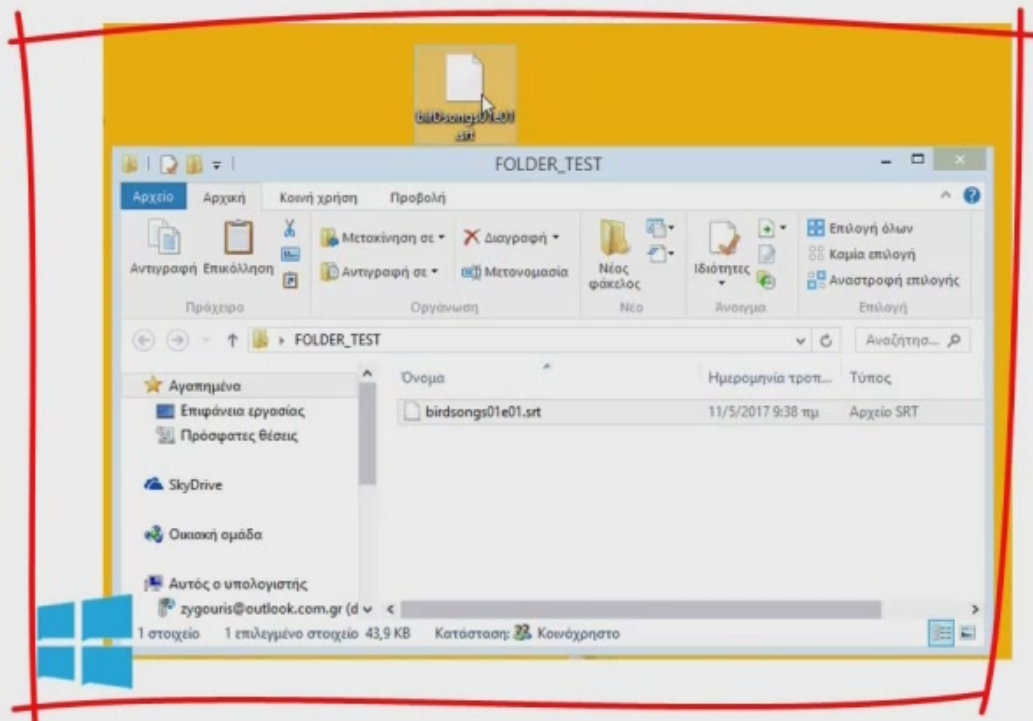 birdsongs01e01
.srt
FOLDER_TEST
Αρχείο Αρχική Κοινή χρήση Προβολή
Αντιγραφή Επικόλληση
Μετακίνηση σε
Αντιγραφή σε
Διαγραφή
Μετονομασία
Νέος
φάκελος
Ιδιότητες
Επιλογή όλων
Καμία επιλογή
Αναστροφή επιλογής
Πρόχειρο Οργάνωση Νέο Άνοιγμα Επιλογή
FOLDER_TEST
Αναζήτησ...
Όνομα Ημερομηνία τροπ... Τύπος
birdsongs01e01.srt 11/5/2017 9:38 πμ Αρχείο SRT
Αγαπημένα
Επιφάνεια εργασίας
Πρόσφατες θέσεις
SkyDrive
Οικιακή ομάδα
Αυτός ο υπολογιστής
zygouris@outlook.com.gr (d
1 στοιχείο 1 επιλεγμένο στοιχείο 43,9 KB Κατάσταση: Κοινόχρηστο